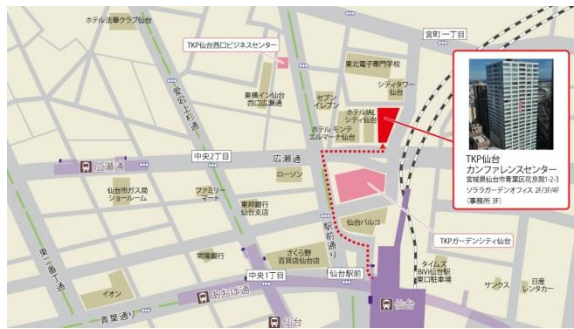 ホテル法華クラブ仙台
宮町一丁目
TKP仙台西口ビジネスセンター
東北電子専門学校
愛宕上杉通り
東横イン仙台
西口広瀬通
セブン
イレブン
シティタワー
仙台
ホテルJAL
シティ仙台
ホテル モンテ
エルマーナ仙台
TKP仙台
カンファレンスセンター
宮城県仙台市青葉区花京院1-2-3
ソララガーデンオフィス 2F/3F/4F
(事務所 3F)
中央2丁目
広瀬通
広瀬通
ローソン
仙台市ガス局
ショールーム
ファミリー
マート
東邦銀行
仙台支店
駅前通り
仙台パルコ
TKPガーデンシティ仙台
東二番丁通り
常陽銀行
さくら野
百貨店仙台店
中央1丁目
仙台駅前
タイムズ
BiVi仙台駅
東口駐車場
イオン
あおば通
仙台
仙台
サンクス
日産
レンタカー
青葉通り